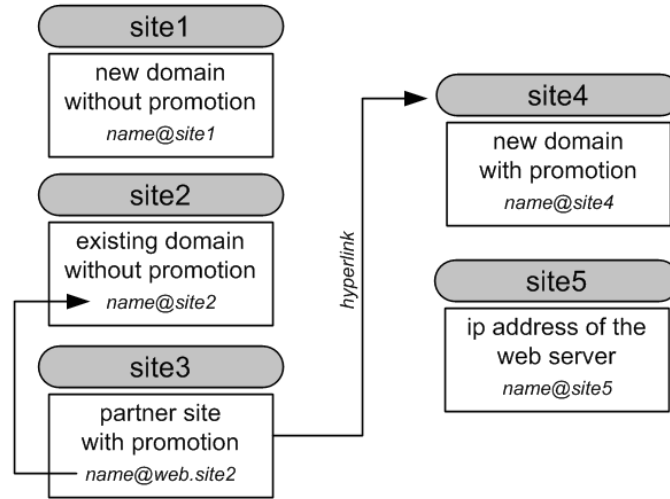 site1
new domain
without promotion
name@site1
site2
existing domain
without promotion
name@site2
site3
partner site
with promotion
name@web.site2
hyperlink
site4
new domain
with promotion
name@site4
site5
ip address of the
web server
name@site5